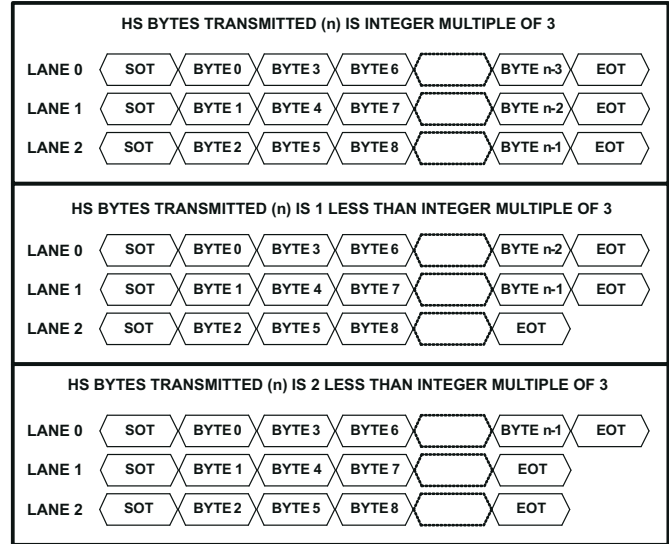 HS BYTES TRANSMITTED (n) IS INTEGER MULTIPLE OF 3
LANE 0 SOT BYTE 0 BYTE 3 BYTE 6 BYTE n-3 EOT
LANE 1 SOT BYTE 1 BYTE 4 BYTE 7 BYTE n-2 EOT
LANE 2 SOT BYTE 2 BYTE 5 BYTE 8 BYTE n-1 EOT
HS BYTES TRANSMITTED (n) IS 1 LESS THAN INTEGER MULTIPLE OF 3
LANE 0 SOT BYTE 0 BYTE 3 BYTE 6 BYTE n-2 EOT
LANE 1 SOT BYTE 1 BYTE 4 BYTE 7 BYTE n-1 EOT
LANE 2 SOT BYTE 2 BYTE 5 BYTE 8 EOT
HS BYTES TRANSMITTED (n) IS 2 LESS THAN INTEGER MULTIPLE OF 3
LANE 0 SOT BYTE 0 BYTE 3 BYTE 6 BYTE n-1 EOT
LANE 1 SOT BYTE 1 BYTE 4 BYTE 7 EOT
LANE 2 SOT BYTE 2 BYTE 5 BYTE 8 EOT